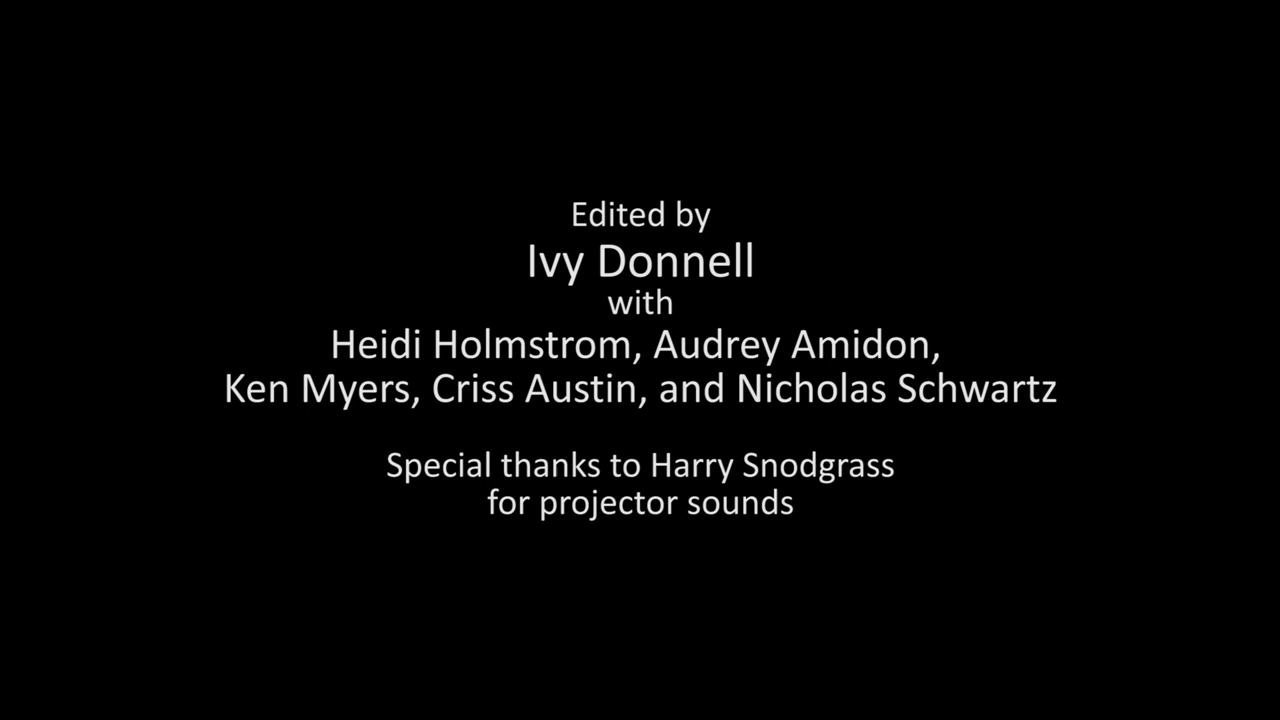 Edited by
Ivy Donnell
with
Heidi Holmstrom, Audrey Amidon,
Ken Myers, Criss Austin, and Nicholas Schwartz
Special thanks to Harry Snodgrass
for projector sounds